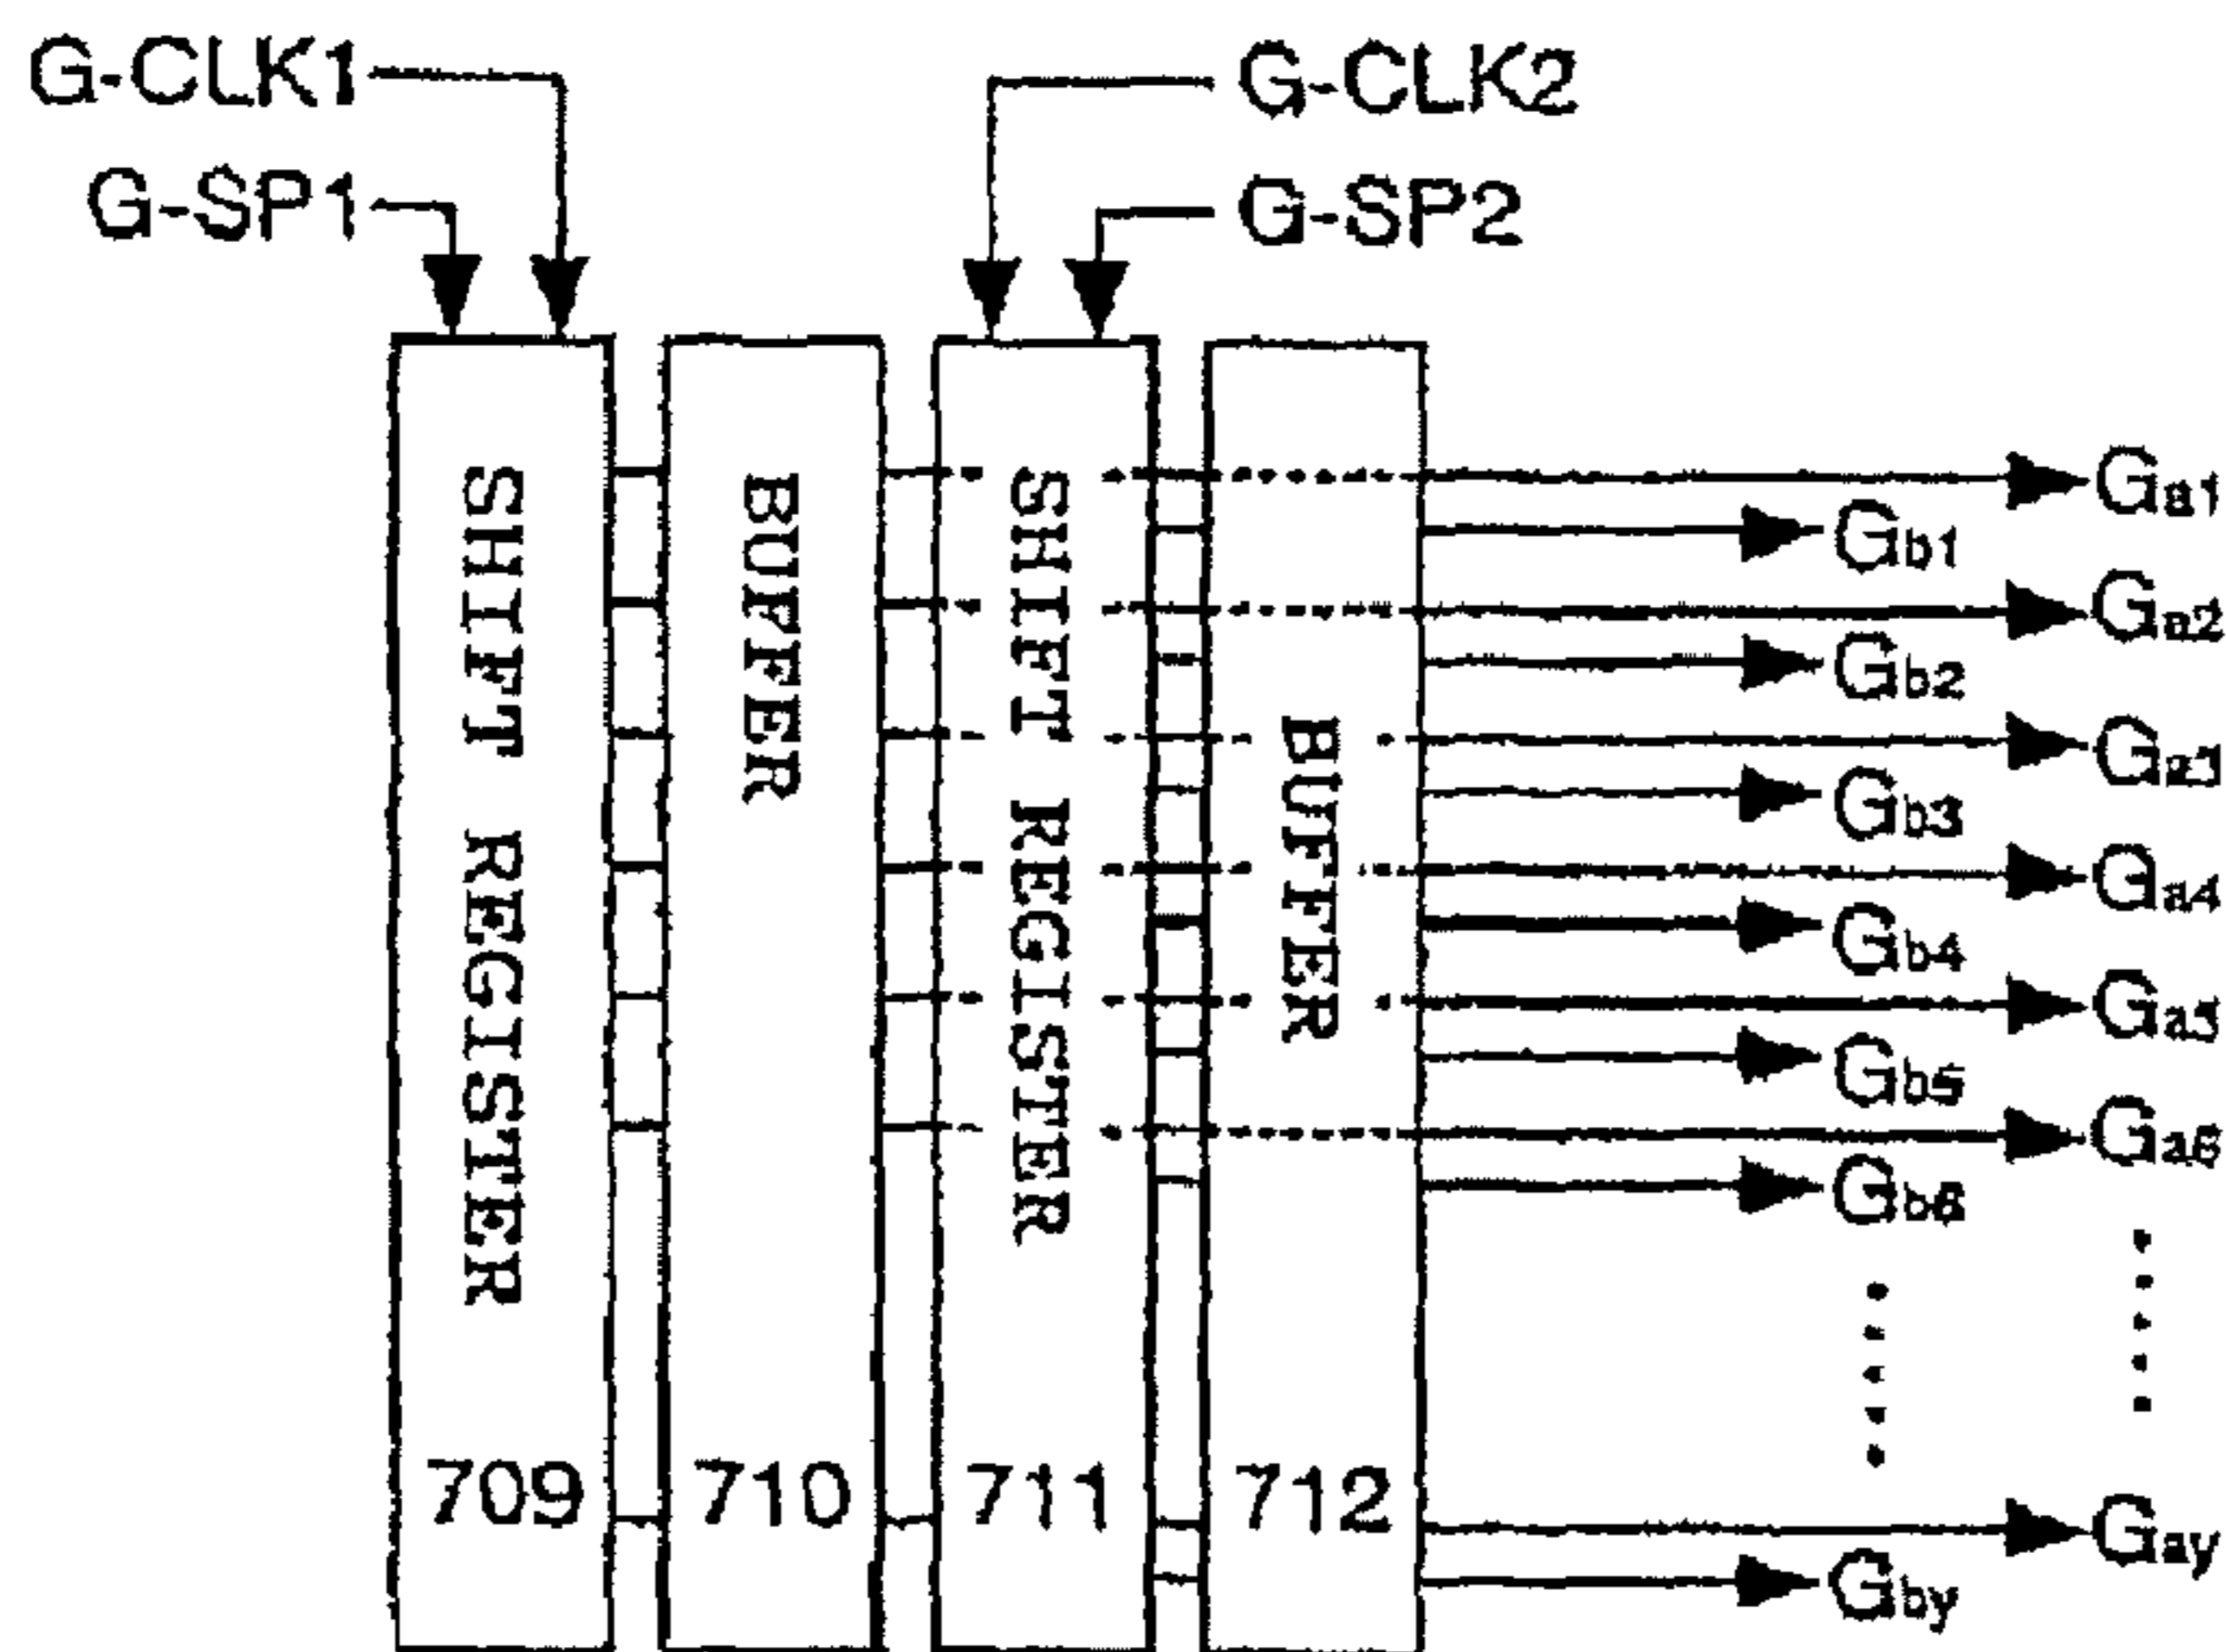 G-CLK1
G-CLK2
G-SP1
G-SP2
SHIFT REGISTER
BUFFER
SHIFT REGISTER
BUFFER
Ga1
Gb1
Ga2
Gb2
Ga3
Gb3
Ga4
Gb4
Ga5
Gb5
Ga6
Gb6
709
710
711
712
Gay
Gby